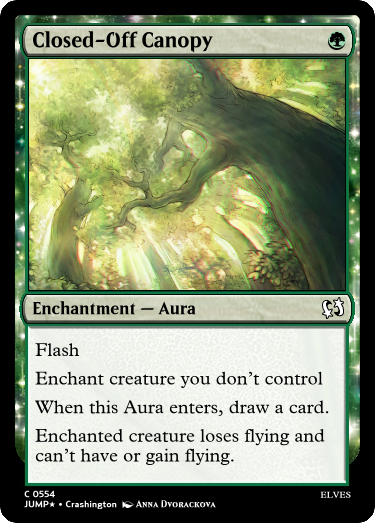 Closed-Off Canopy
Enchantment — Aura
Flash
Enchant creature you don't control
When this Aura enters, draw a card.
Enchanted creature loses flying and
can't have or gain flying.
C 0554
ELVES
JUMP★ • Crashington Anna Dvorackova